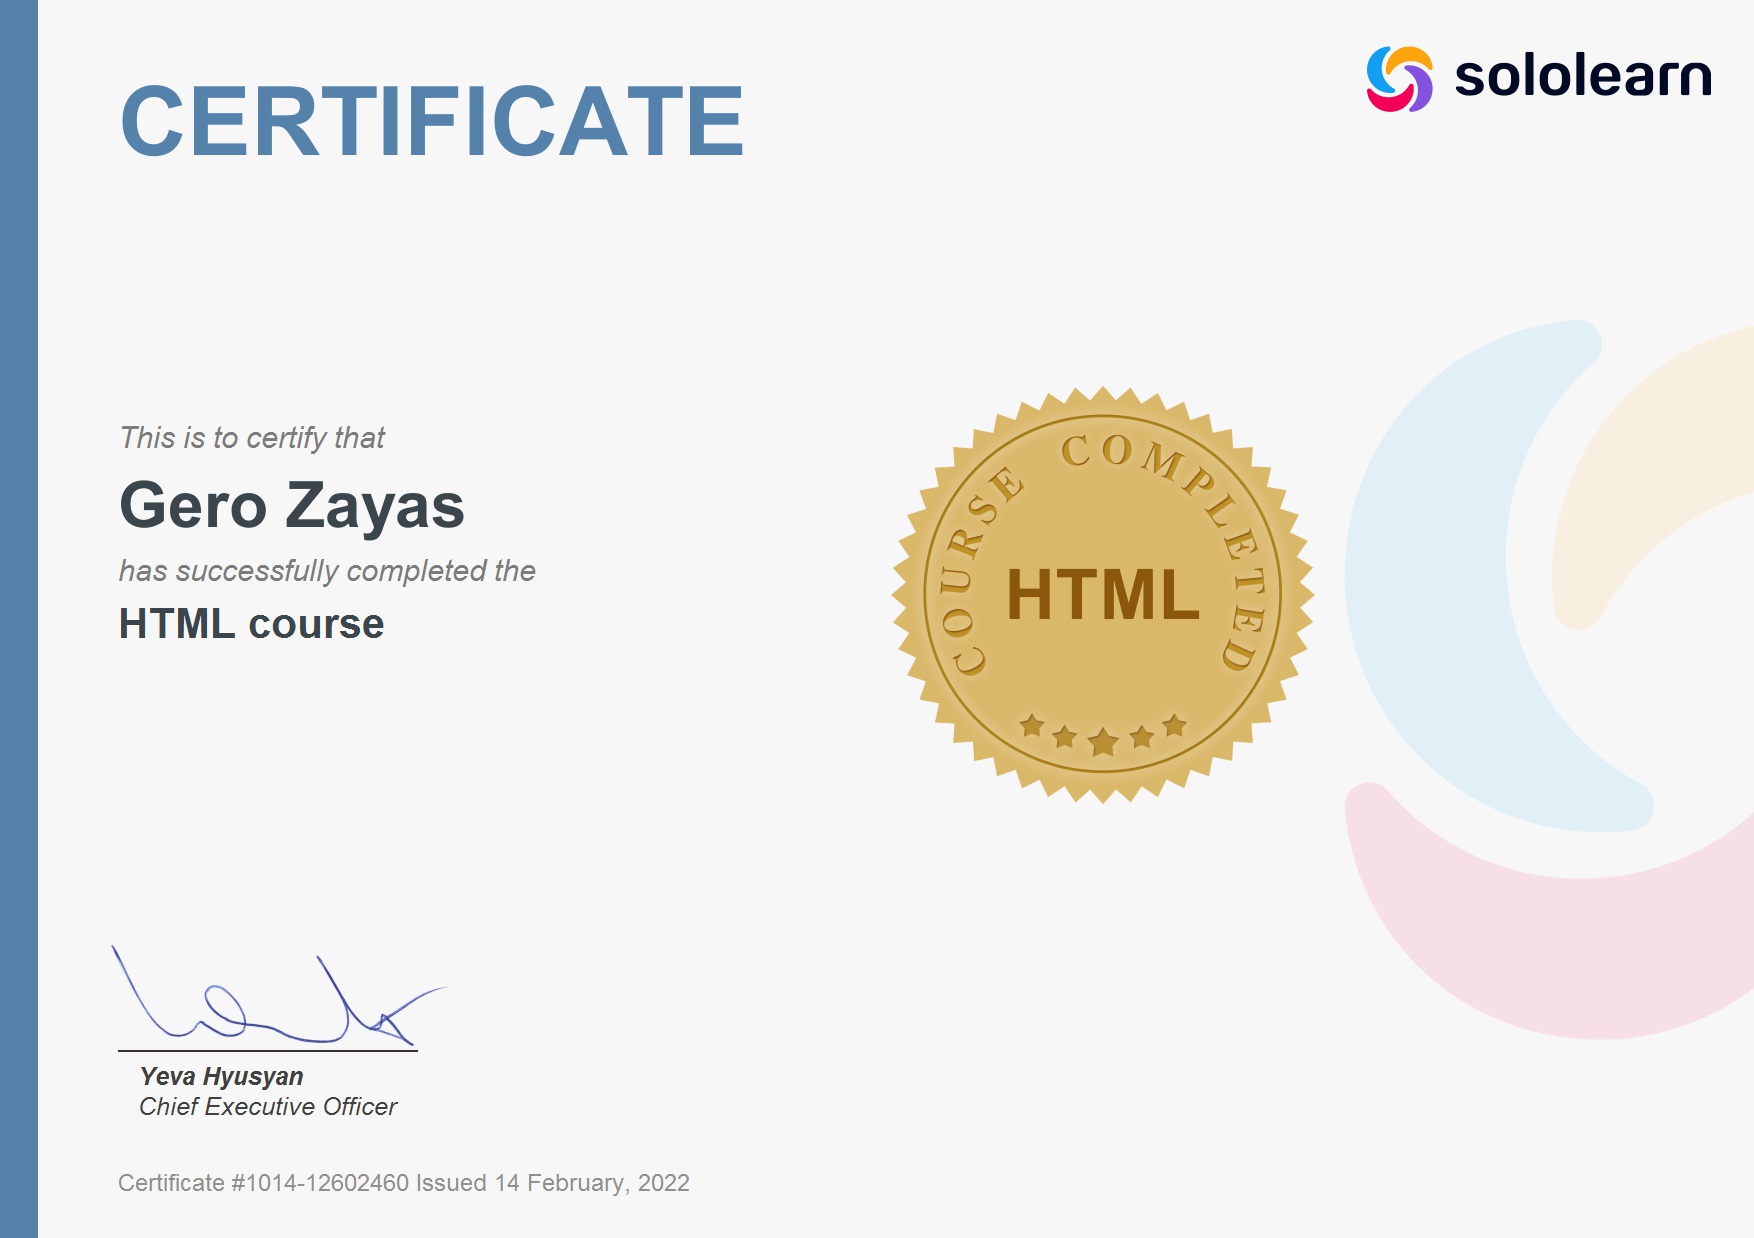 CERTIFICATE
sololearn
This is to certify that
Gero Zayas
has successfully completed the
HTML course
COURSE COMPLETED
HTML
Yeva Hyusyan
Chief Executive Officer
Certificate #1014-12602460 Issued 14 February, 2022